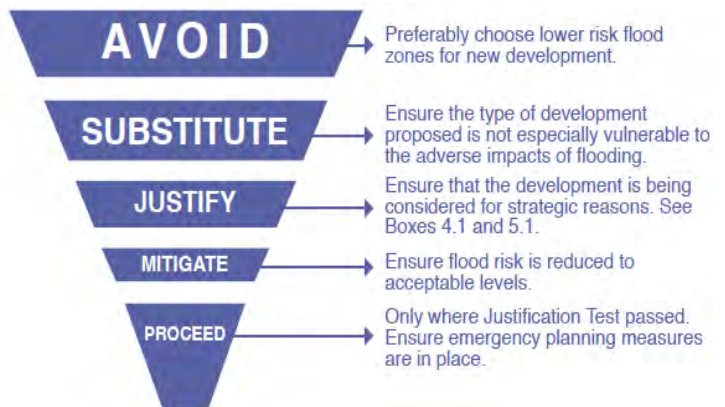 AVOID
Preferably choose lower risk flood
zones for new development.
SUBSTITUTE
Ensure the type of development
proposed is not especially vulnerable to
the adverse impacts of flooding.
JUSTIFY
Ensure that the development is being
considered for strategic reasons. See
Boxes 4.1 and 5.1.
MITIGATE
Ensure flood risk is reduced to
acceptable levels.
PROCEED
Only where Justification Test passed.
Ensure emergency planning measures
are in place.